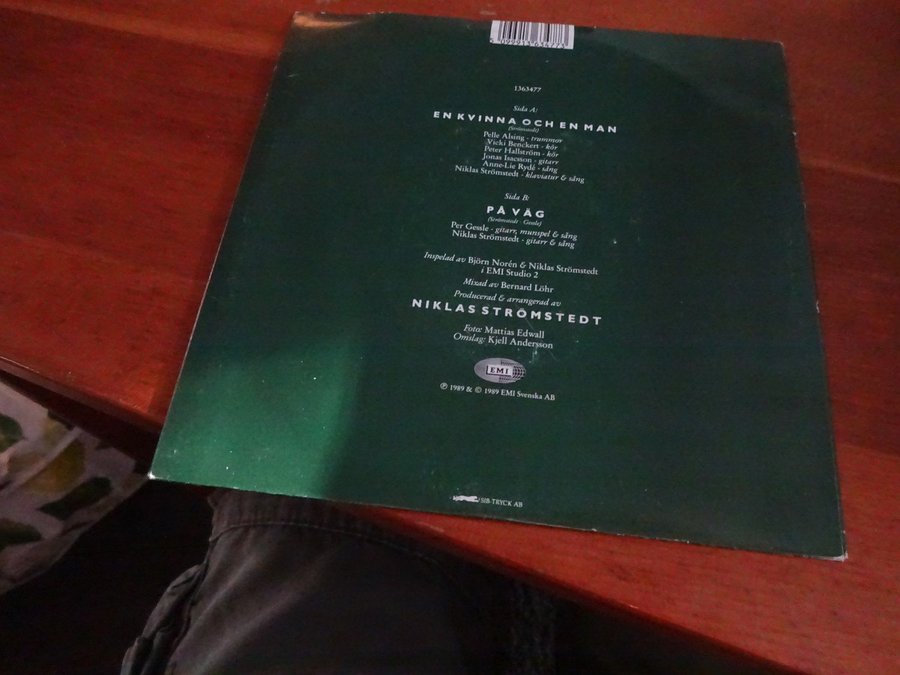 5099913634773
1363477
Sida A:
EN KVINNA OCH EN MAN
(Strömstedt)
Pelle Alsing - trummor
Vicki Benckert - kör
Peter Hallström - kör
Jonas Isacsson - gitarr
Anne-Lie Rydé - sång
Niklas Strömstedt - klaviatur & sång
Sida B:
PÅ VÄG
(Strömstedt - Gessle)
Per Gessle - gitarr, munspel & sång
Niklas Strömstedt - gitarr & sång
Inspelad av Björn Norén & Niklas Strömstedt
i EMI Studio 2
Mixad av Bernard Löhr
Producerad & arrangerad av
NIKLAS STRÖMSTEDT
Foto: Mattias Edwall
Omslag: Kjell Andersson
EMI
℗ 1989 & © 1989 EMI Svenska AB
/SIB-TRYCK AB